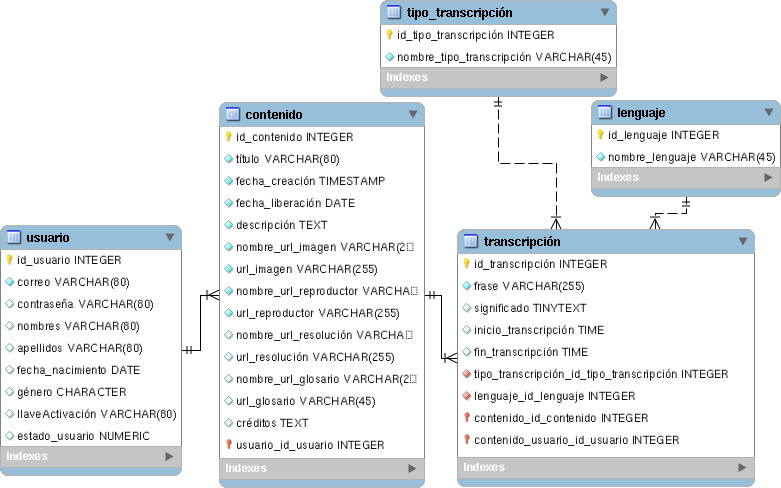 tipo_transcripción
id_tipo_transcripción INTEGER
nombre_tipo_transcripción VARCHAR(45)
Indexes
lenguaje
id_lenguaje INTEGER
nombre_lenguaje VARCHAR(45)
Indexes
contenido
id_contenido INTEGER
título VARCHAR(80)
fecha_creación TIMESTAMP
fecha_liberación DATE
descripción TEXT
nombre_url_imagen VARCHAR(2
url_imagen VARCHAR(255)
nombre_url_reproductor VARCHA
url_reproductor VARCHAR(255)
nombre_url_resolución VARCHA
url_resolución VARCHAR(255)
nombre_url_glosario VARCHAR(2
url_glosario VARCHAR(45)
créditos TEXT
usuario_id_usuario INTEGER
Indexes
usuario
id_usuario INTEGER
correo VARCHAR(80)
contraseña VARCHAR(80)
nombres VARCHAR(80)
apellidos VARCHAR(80)
fecha_nacimiento DATE
género CHARACTER
llaveActivación VARCHAR(80)
estado_usuario NUMERIC
Indexes
transcripción
id_transcripción INTEGER
frase VARCHAR(255)
significado TINYTEXT
inicio_transcripción TIME
fin_transcripción TIME
tipo_transcripción_id_tipo_transcripción INTEGER
lenguaje_id_lenguaje INTEGER
contenido_id_contenido INTEGER
contenido_usuario_id_usuario INTEGER
Indexes